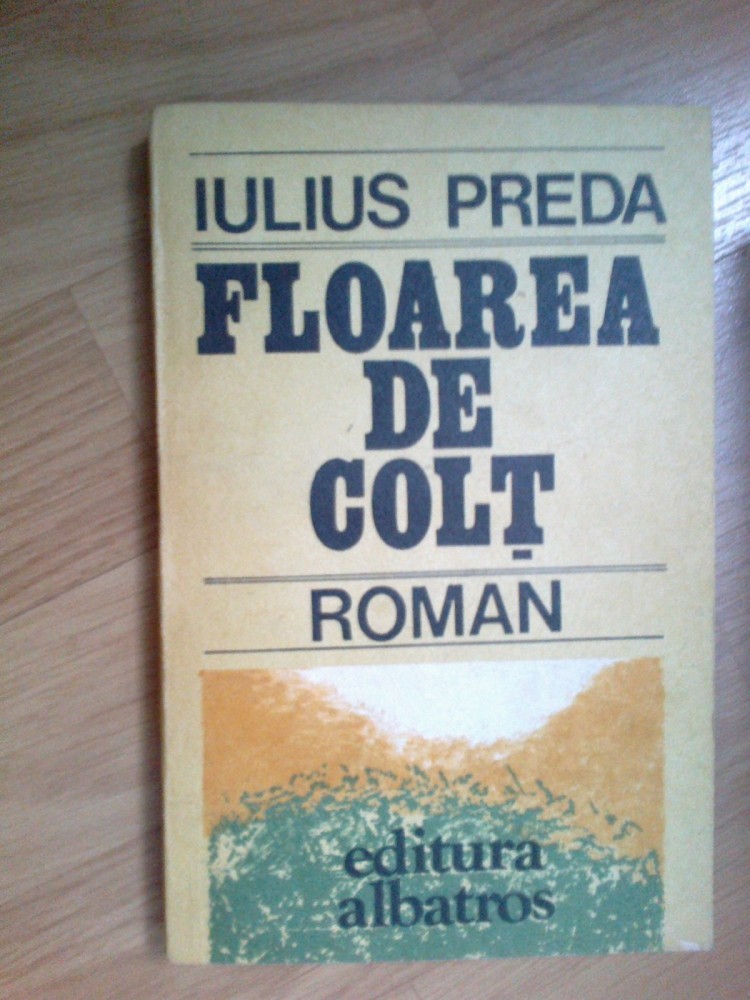 IULIUS PREDA
FLOAREA
DE
COLȚ
ROMAN
editura
albatros